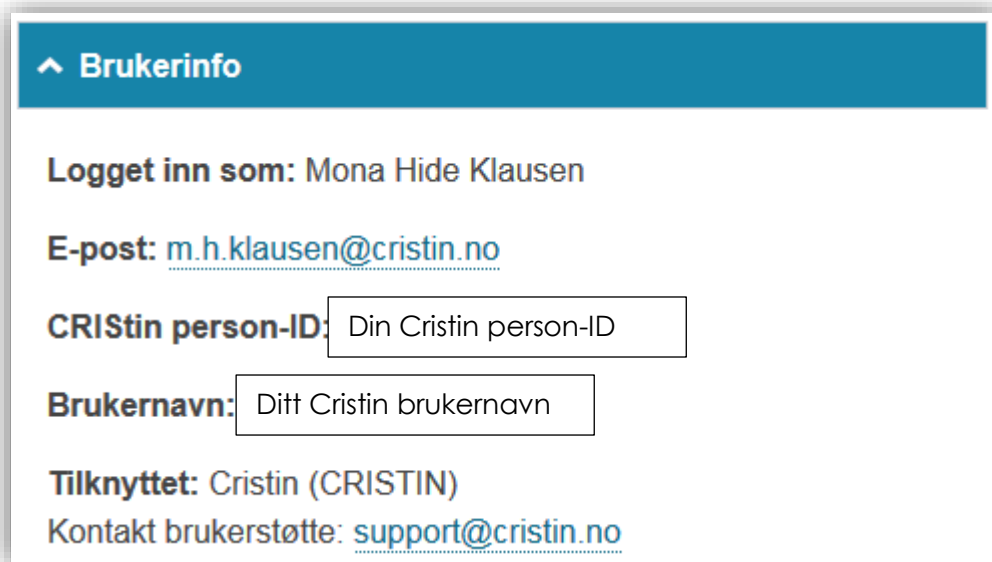 Brukerinfo
Logget inn som: Mona Hide Klausen
E-post: m.h.klausen@cristin.no
CRIStin person-ID: Din Cristin person-ID
Brukernavn: Ditt Cristin brukernavn
Tilknyttet: Cristin (CRISTIN)
Kontakt brukerstøtte: support@cristin.no